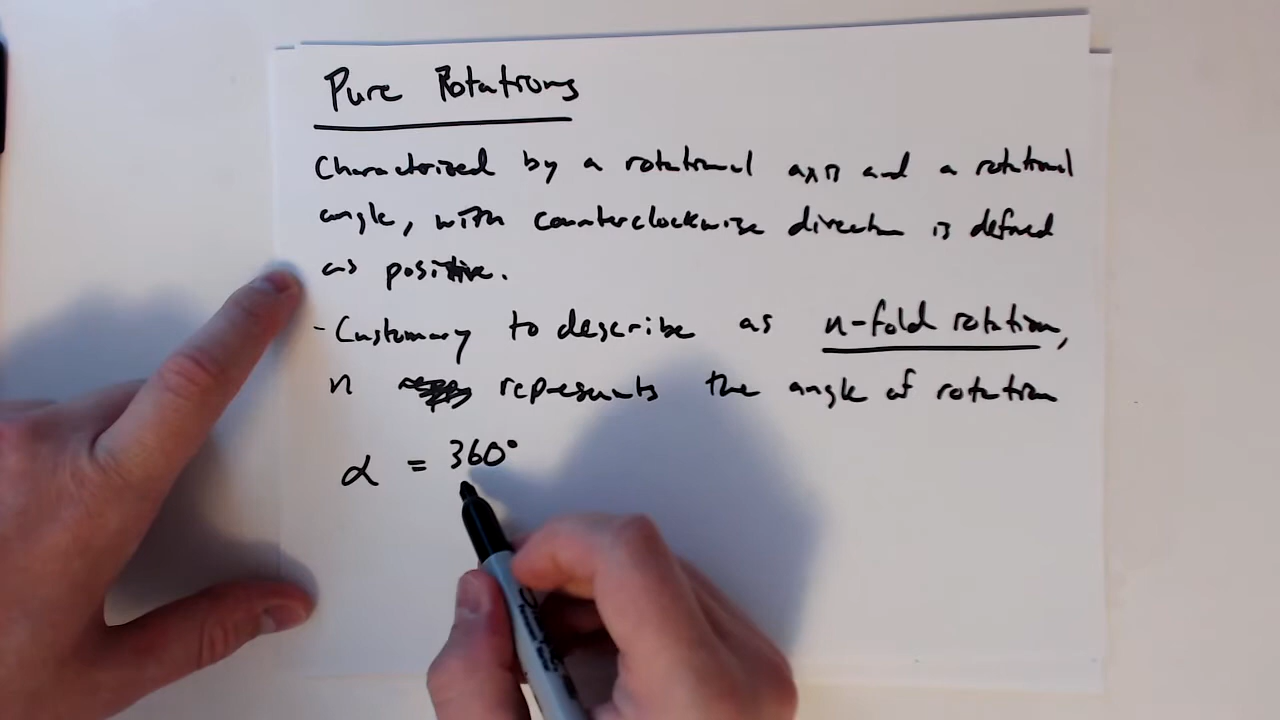 Pure Rotations
Characterized by a rotational axis and a rotational
angle, with counterclockwise direction is defined
as positive.
- Customary to describe as n-fold rotation,
n represents the angle of rotation
α = 360°